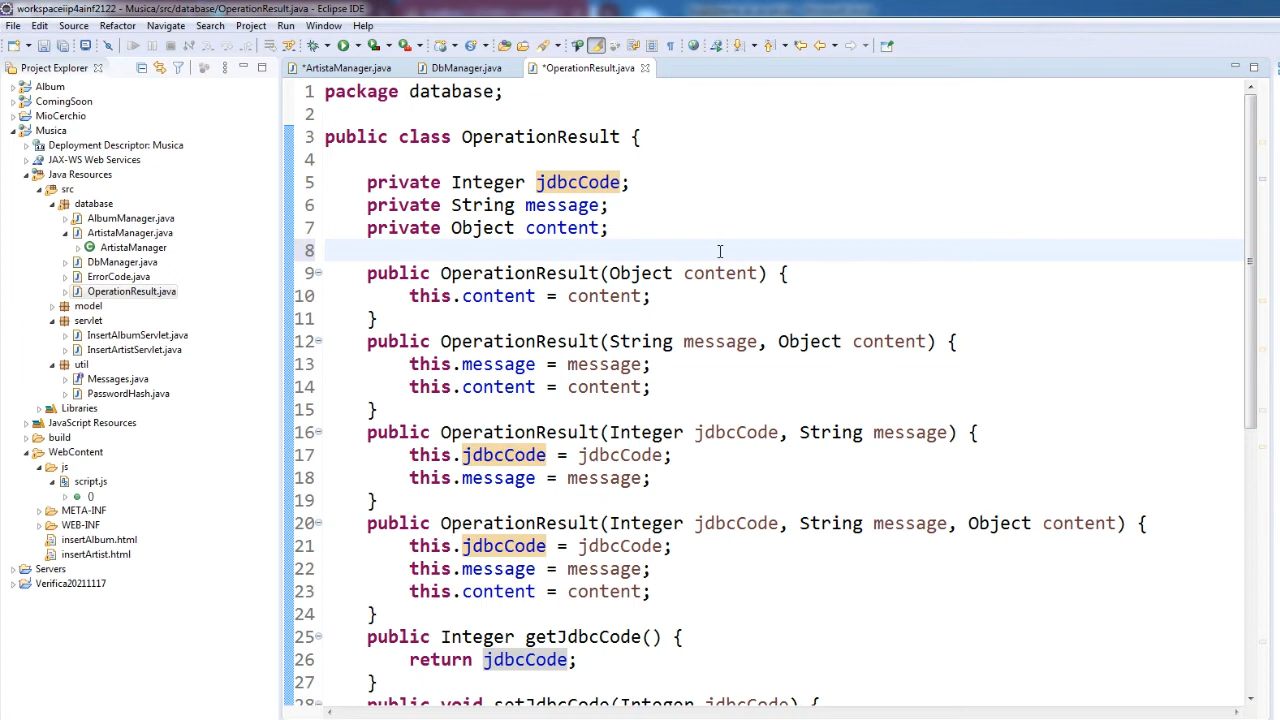 workspaceiip4ainf2122 - Musica/src/database/OperationResult.java - Eclipse IDE
File Edit Source Refactor Navigate Search Project Run Window Help
Project Explorer
*ArtistaManager.java DbManager.java *OperationResult.java
Album
ComingSoon
MioCerchio
Musica
Deployment Descriptor: Musica
JAX-WS Web Services
Java Resources
src
database
AlbumManager.java
ArtistaManager.java
ArtistaManager
DbManager.java
ErrorCode.java
OperationResult.java
model
servlet
InsertAlbumServlet.java
InsertArtistServlet.java
util
Messages.java
PasswordHash.java
Libraries
JavaScript Resources
build
WebContent
js
script.js
()
META-INF
WEB-INF
insertAlbum.html
insertArtist.html
Servers
Verifica20211117
1 package database;
2
3 public class OperationResult {
4
5 private Integer jdbcCode;
6 private String message;
7 private Object content;
8
9 public OperationResult(Object content) {
10 this.content = content;
11 }
12 public OperationResult(String message, Object content) {
13 this.message = message;
14 this.content = content;
15 }
16 public OperationResult(Integer jdbcCode, String message) {
17 this.jdbcCode = jdbcCode;
18 this.message = message;
19 }
20 public OperationResult(Integer jdbcCode, String message, Object content) {
21 this.jdbcCode = jdbcCode;
22 this.message = message;
23 this.content = content;
24 }
25 public Integer getJdbcCode() {
26 return jdbcCode;
27 }
28 public void setJdbcCode(Integer jdbcCode) {